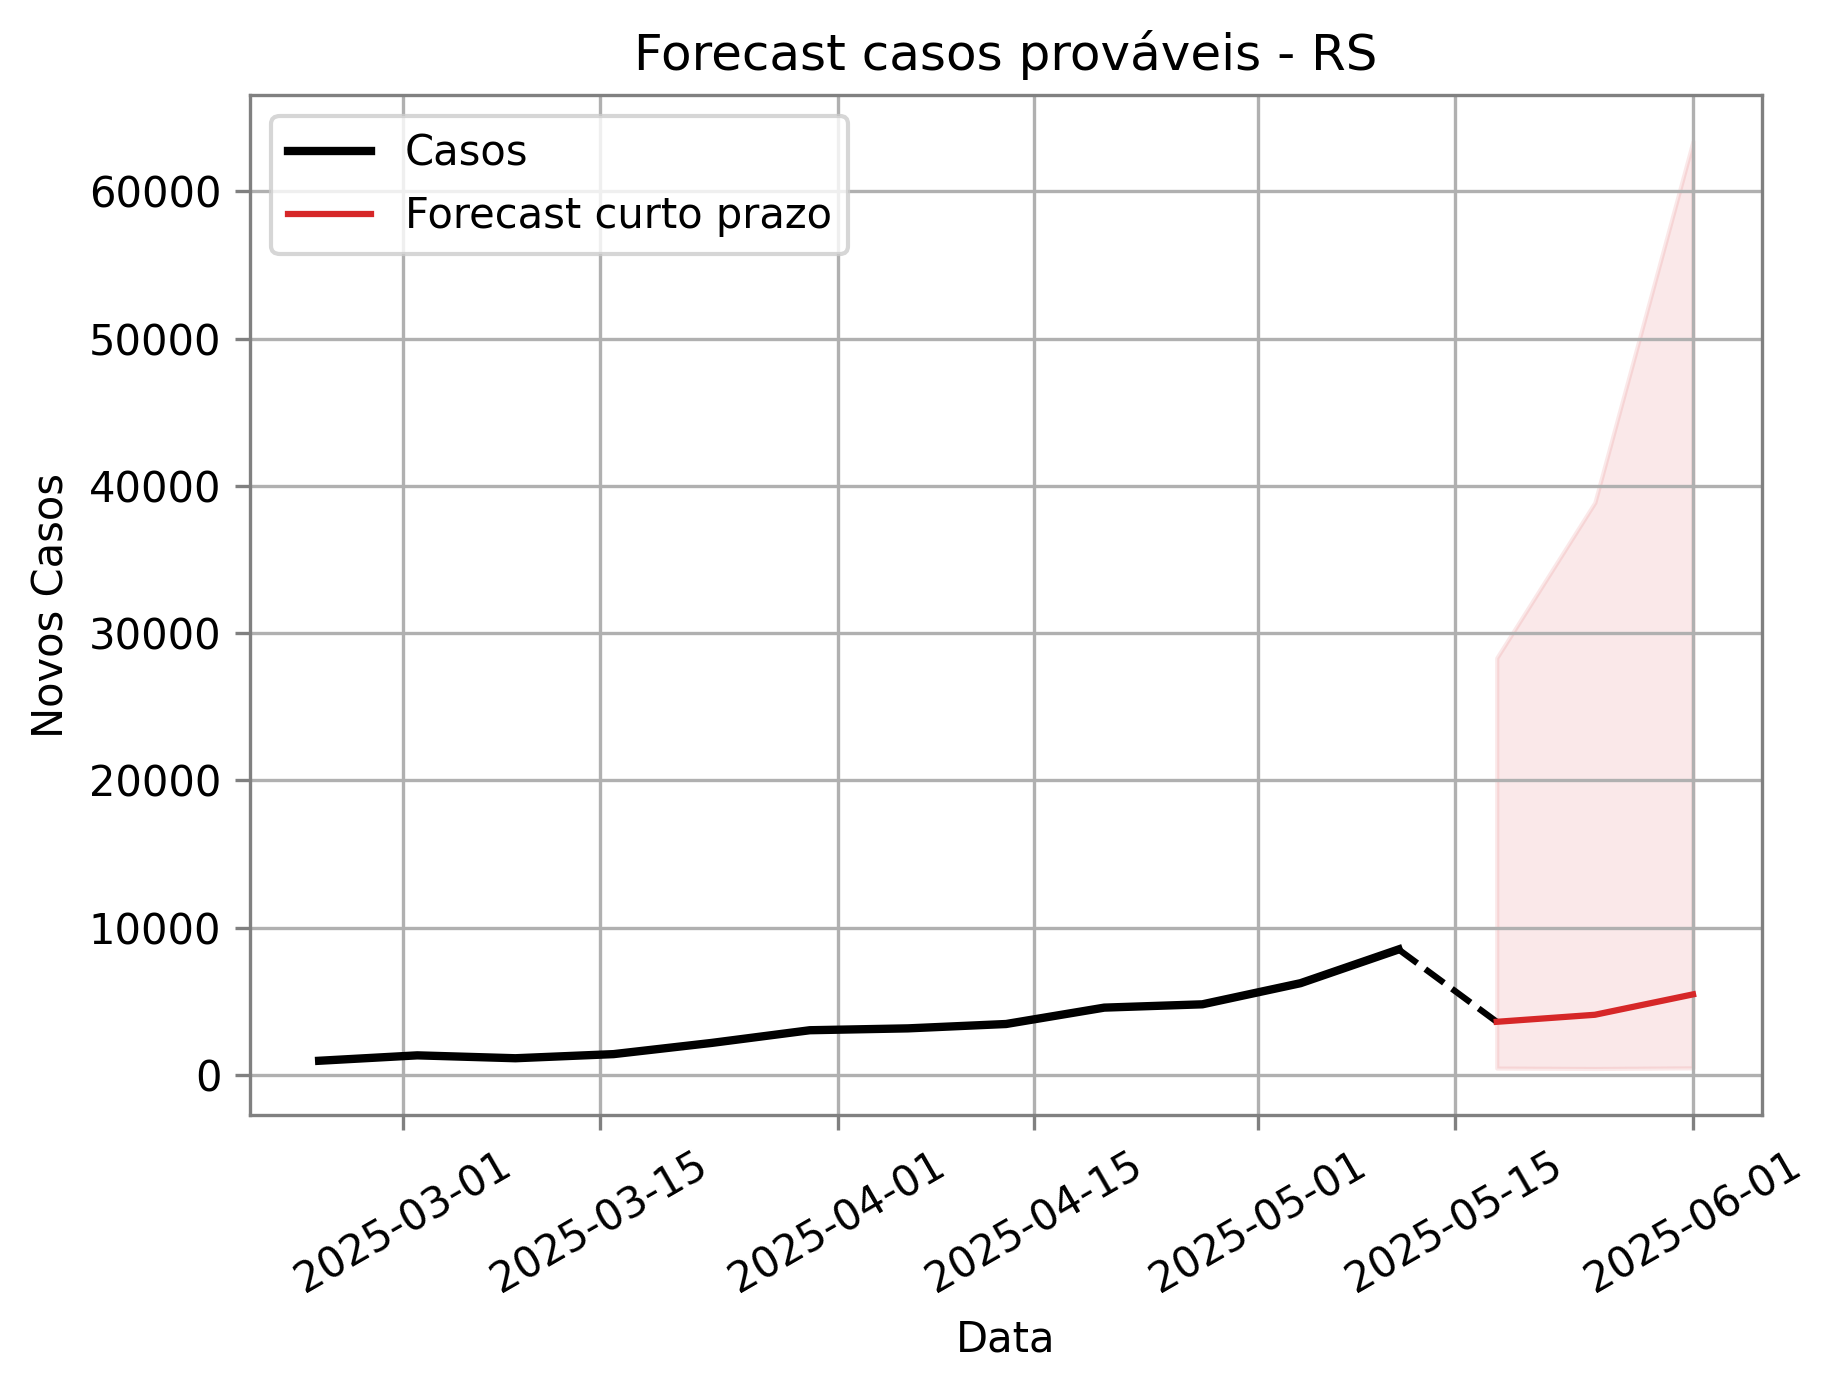 Forecast casos prováveis - RS
Casos
Forecast curto prazo
60000
50000
40000
30000
20000
10000
0
Novos Casos
2025-03-01
2025-03-15
2025-04-01
2025-04-15
2025-05-01
2025-05-15
2025-06-01
Data